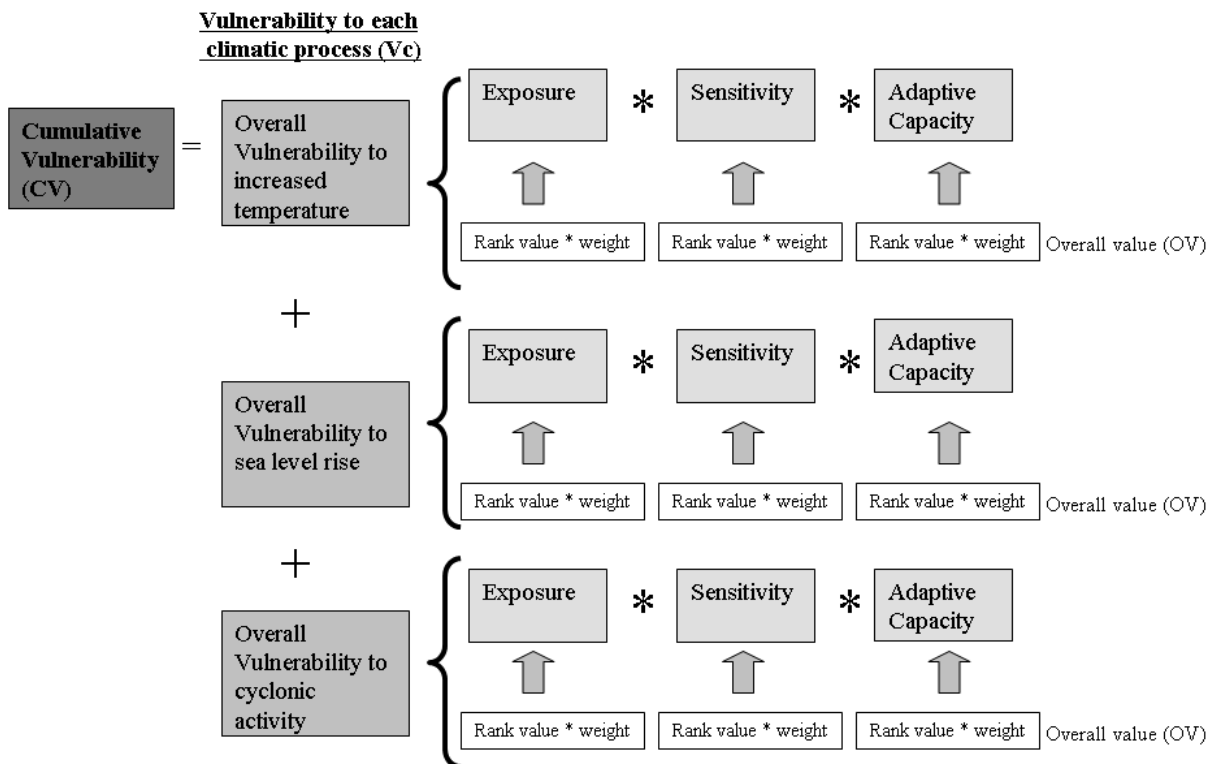 Vulnerability to each
climatic process (Vc)
Cumulative
Vulnerability
(CV)
=
Overall
Vulnerability to
increased
temperature
Exposure
*
Sensitivity
*
Adaptive
Capacity
Rank value * weight
Rank value * weight
Rank value * weight
Overall value (OV)
+
Overall
Vulnerability to
sea level rise
Exposure
*
Sensitivity
*
Adaptive
Capacity
Rank value * weight
Rank value * weight
Rank value * weight
Overall value (OV)
+
Overall
Vulnerability to
cyclonic
activity
Exposure
*
Sensitivity
*
Adaptive
Capacity
Rank value * weight
Rank value * weight
Rank value * weight
Overall value (OV)